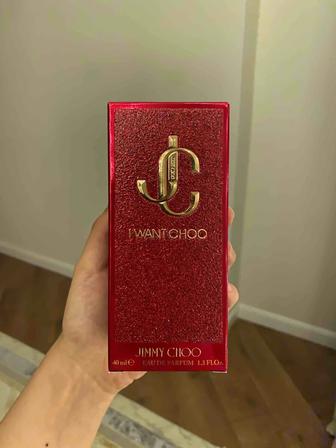 JC
I WANT CHOO
JIMMY CHOO
40 ml ℮ EAU DE PARFUM 1.3 FL.OZ